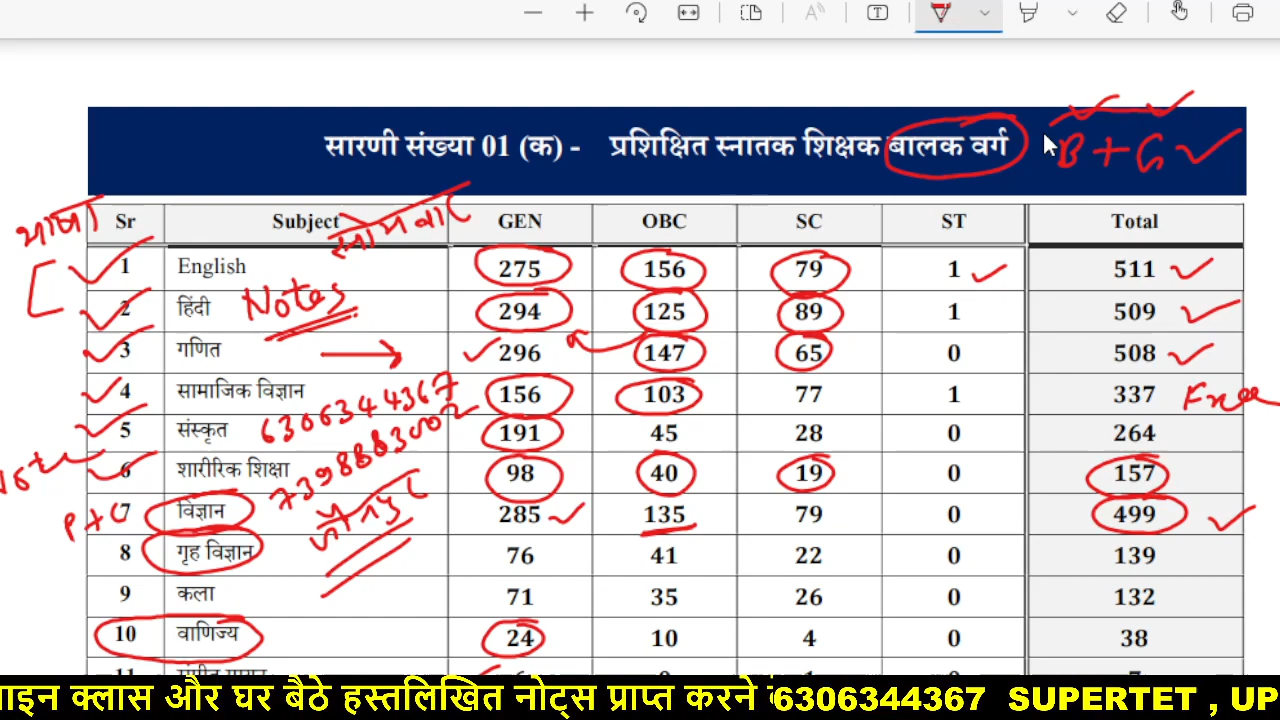 सारणी संख्या 01 (क) - प्रशिक्षित स्नातक शिक्षक बालक वर्ग B + G
भाषा
Sr Subject GEN OBC SC ST Total
सोमवार
1 English 275 156 79 1 511
2 हिंदी Notes 294 125 89 1 509
3 गणित 296 147 65 0 508
4 सामाजिक विज्ञान 156 103 77 1 337 Free
6306344367
5 संस्कृत 191 45 28 0 264
7398883002
6 शारीरिक शिक्षा 98 40 19 0 157
7 विज्ञान 285 135 79 0 499
8 गृह विज्ञान 76 41 22 0 139
9 कला 71 35 26 0 132
10 वाणिज्य 24 10 4 0 38
क्लास और घर बैठे हस्तलिखित नोट्स प्राप्त करने 6306344367 SUPERTET , UP